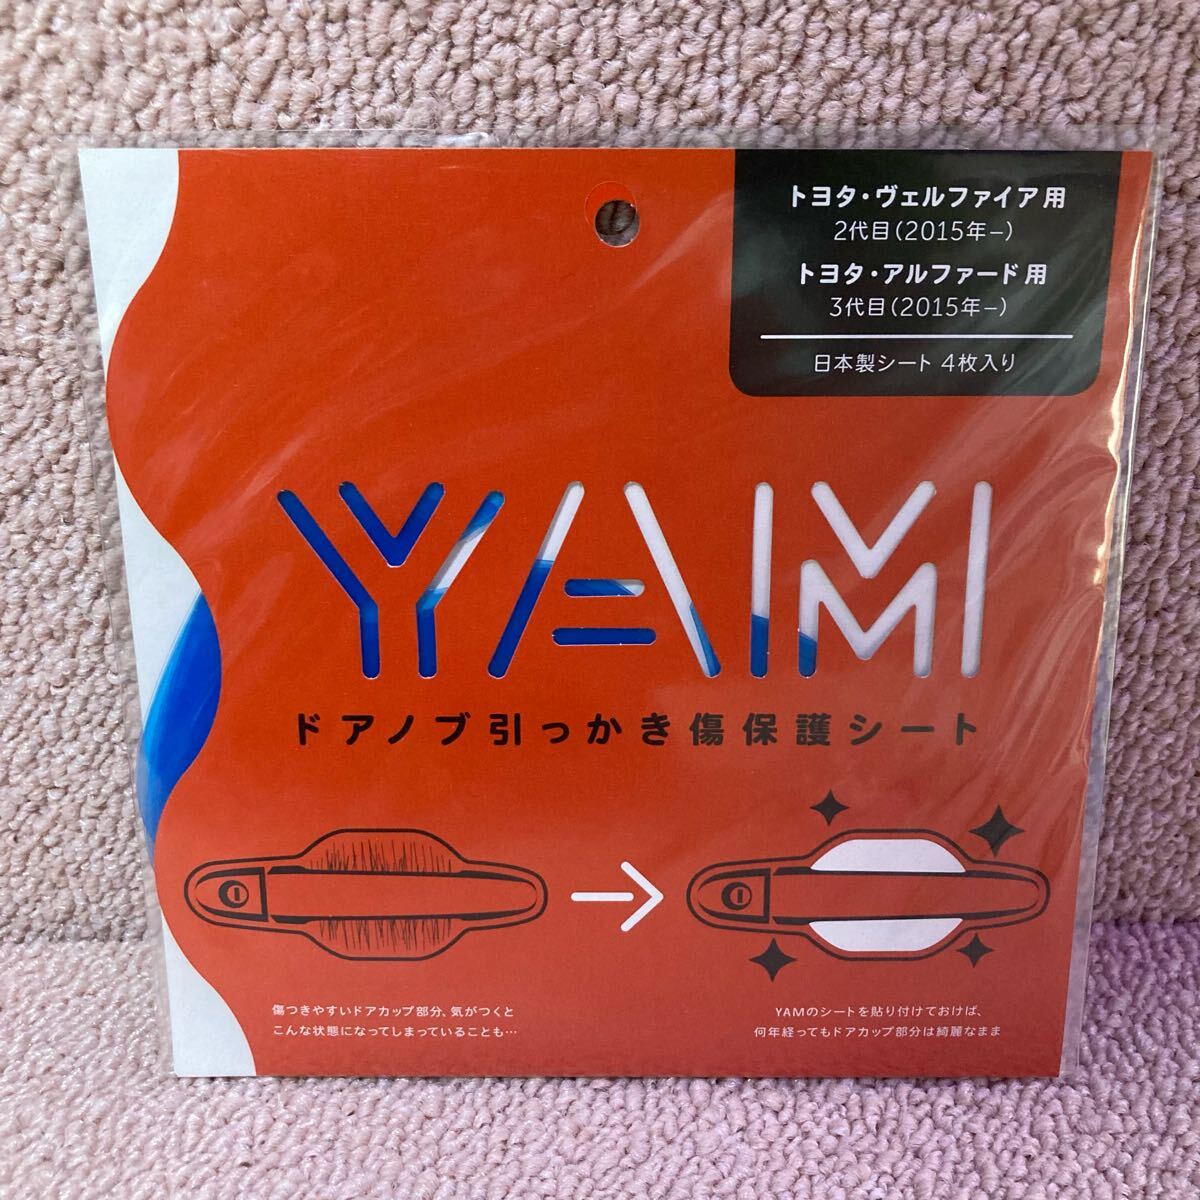 トヨタ・ヴェルファイア用
2代目(2015年–)
トヨタ・アルファード用
3代目(2015年–)
日本製シート 4枚入り
YAM
ドアノブ引っかき傷保護シート
傷つきやすいドアカップ部分、気がつくと
こんな状態になってしまっていることも…
YAMのシートを貼り付けておけば、
何年経ってもドアカップ部分は綺麗なまま